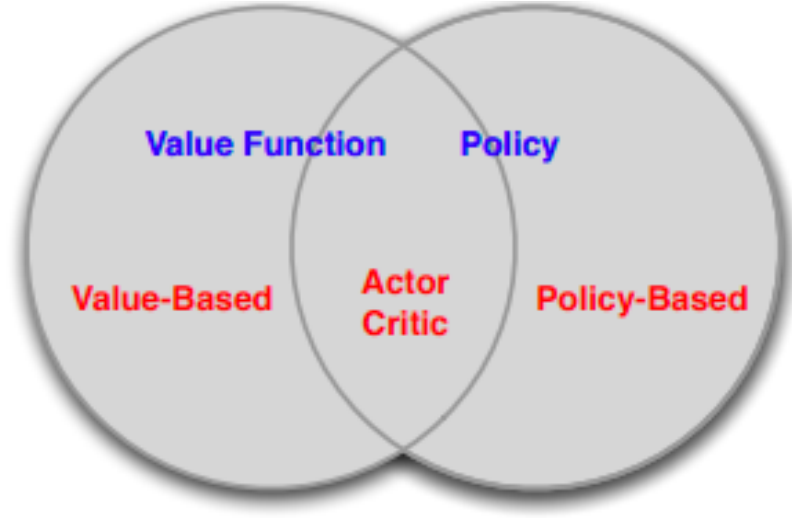 Value Function
Policy
Value-Based
Actor
Critic
Policy-Based